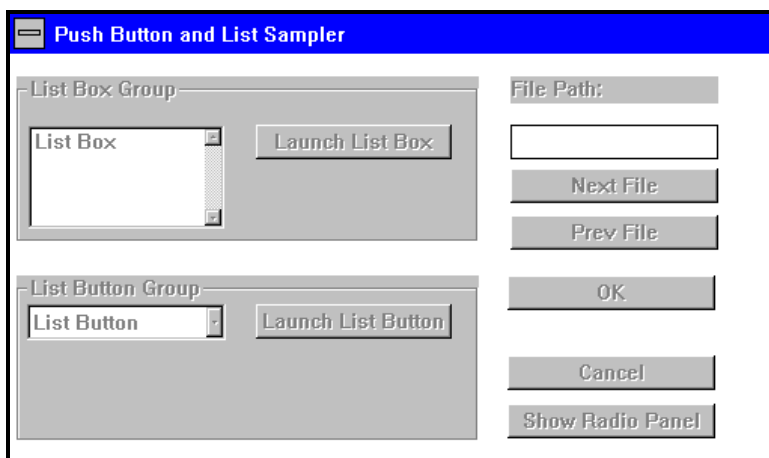 Push Button and List Sampler
List Box Group
List Box
Launch List Box
List Button Group
List Button
Launch List Button
File Path:
Next File
Prev File
OK
Cancel
Show Radio Panel